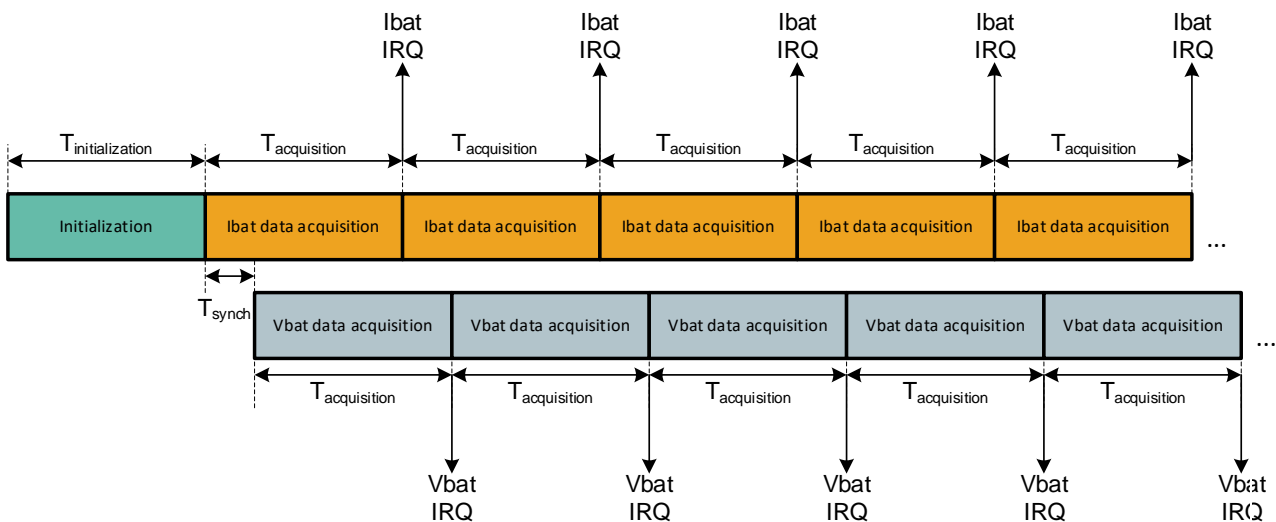 Ibat
IRQ
Ibat
IRQ
Ibat
IRQ
Ibat
IRQ
Ibat
IRQ
Tinitialization
Tacquisition
Tacquisition
Tacquisition
Tacquisition
Tacquisition
Initialization
Ibat data acquisition
Ibat data acquisition
Ibat data acquisition
Ibat data acquisition
Ibat data acquisition
...
Tsynch
Vbat data acquisition
Vbat data acquisition
Vbat data acquisition
Vbat data acquisition
Vbat data acquisition
...
Tacquisition
Tacquisition
Tacquisition
Tacquisition
Tacquisition
Vbat
IRQ
Vbat
IRQ
Vbat
IRQ
Vbat
IRQ
Vbat
IRQ